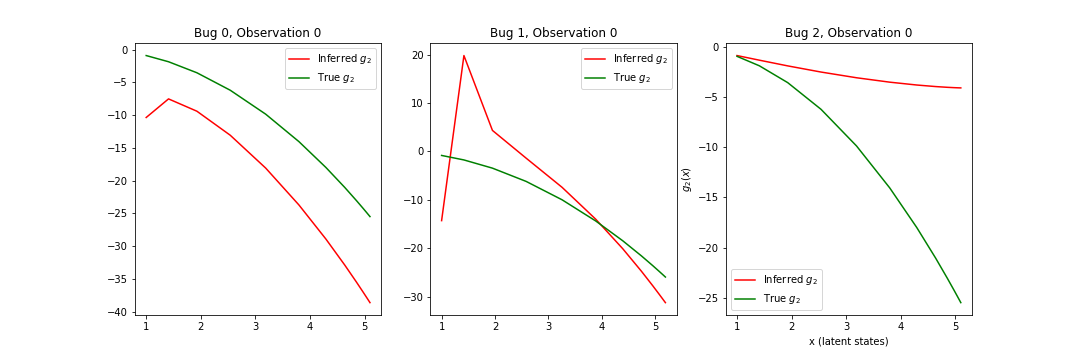 Bug 0, Observation 0
Inferred g₂
True g₂
0
−5
−10
−15
−20
−25
−30
−35
−40
1 2 3 4 5
Bug 1, Observation 0
Inferred g₂
True g₂
20
10
0
−10
−20
−30
1 2 3 4 5
Bug 2, Observation 0
g₂(x)
0
−5
−10
−15
−20
−25
Inferred g₂
True g₂
1 2 3 4 5
x (latent states)